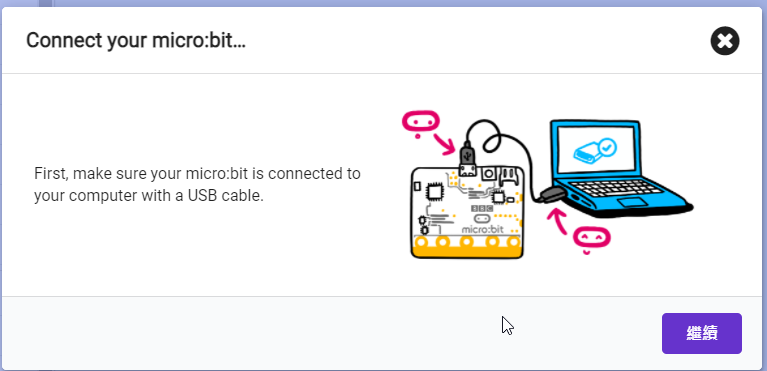 Connect your micro:bit…
First, make sure your micro:bit is connected to
your computer with a USB cable.
BBC
micro:bit
繼續